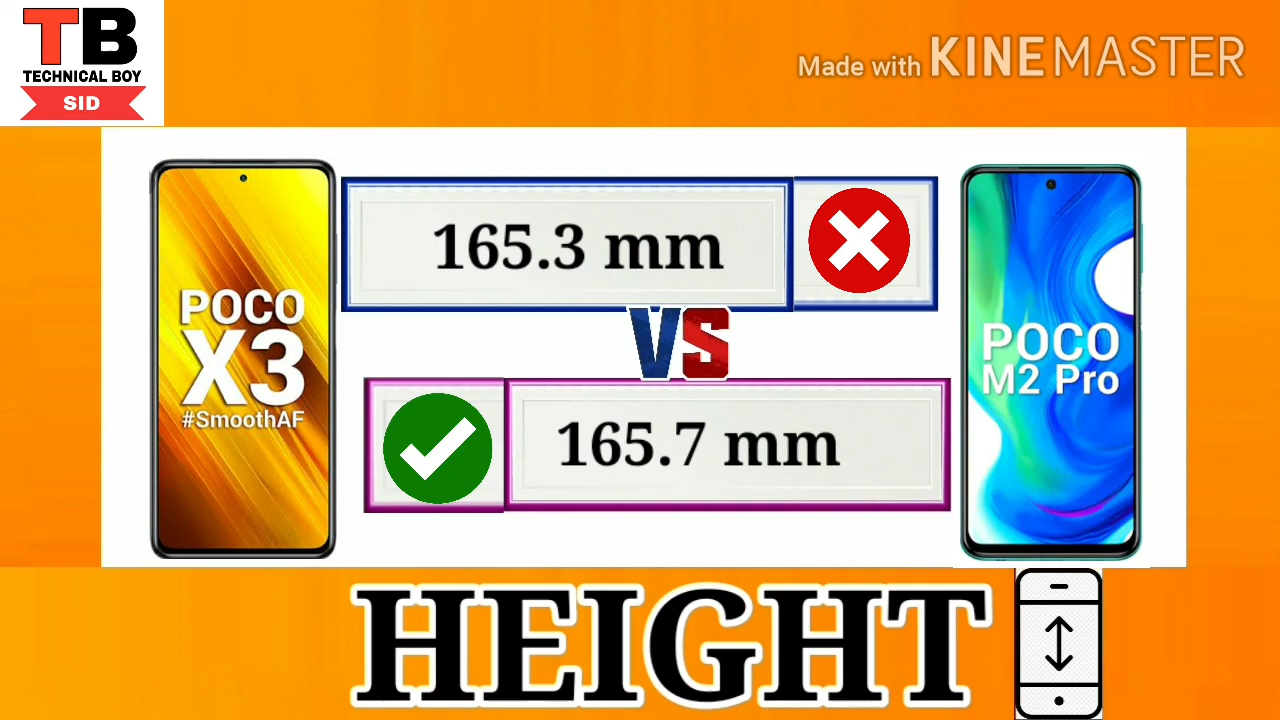 TB
TECHNICAL BOY
SID
Made with KINEMASTER
POCO
X3
#SmoothAF
165.3 mm
VS
165.7 mm
POCO
M2 Pro
HEIGHT